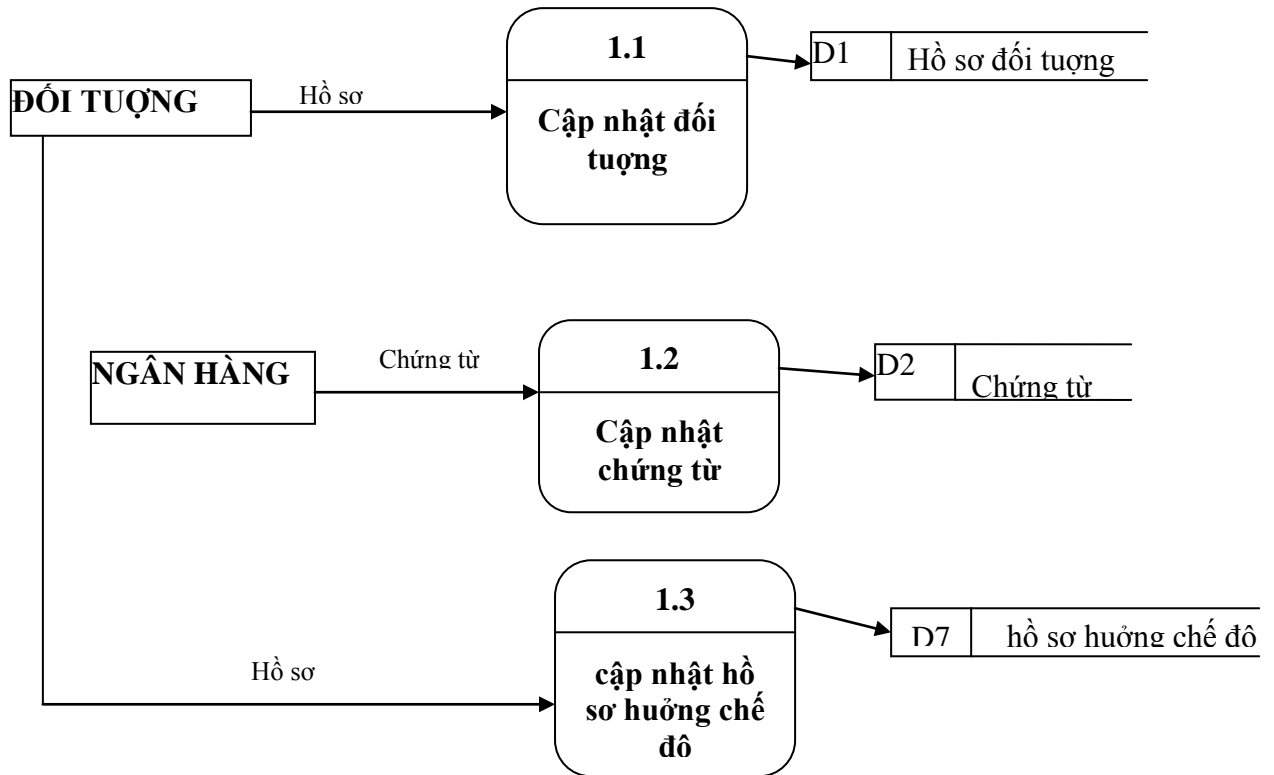 1.1
D1
Hồ sơ đối tuợng
ĐỐI TUỢNG
Hồ sơ
Cập nhật đối
tuợng
NGÂN HÀNG
Chứng từ
1.2
D2
Chứng từ
Cập nhật
chứng từ
1.3
D7
hồ sơ huởng chế đô
Hồ sơ
cập nhật hồ
sơ huởng chế
đô